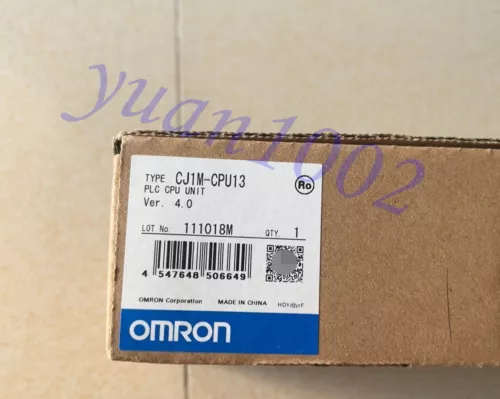 yuan1002
TYPE CJ1M-CPU13
PLC CPU UNIT
Ver. 4.0
Ro
LOT No. 111018M QTY 1
4 547648 506649
OMRON Corporation MADE IN CHINA
OMRON